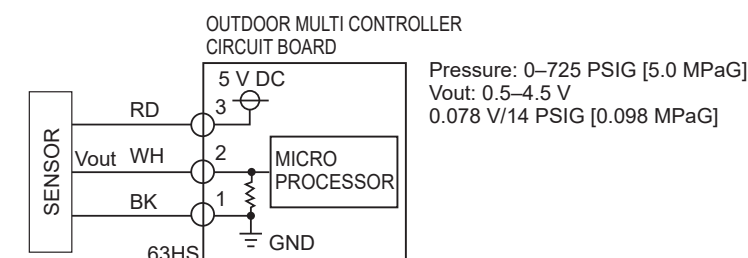 OUTDOOR MULTI CONTROLLER
CIRCUIT BOARD
Pressure: 0–725 PSIG [5.0 MPaG]
Vout: 0.5–4.5 V
0.078 V/14 PSIG [0.098 MPaG]
5 V DC
SENSOR
RD
3
Vout WH
2
MICRO
PROCESSOR
BK
1
GND
63HS